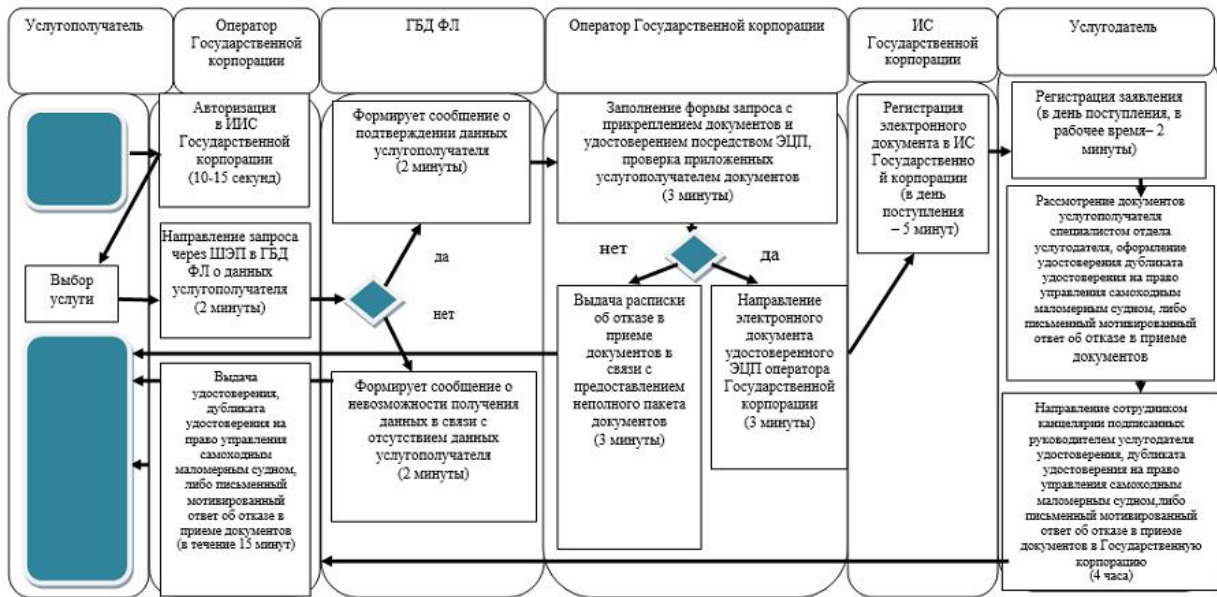 Услугополучатель
Оператор
Государственной
корпорации
ГБД ФЛ
Оператор Государственной корпорации
ИС
Государственной
корпорации
Услугодатель
Авторизация
в ИИС
Государственной
корпорации
(10-15 секунд)
Выбор
услуги
Направление запроса
через ШЭП в ГБД
ФЛ о данных
услугополучателя
(2 минуты)
Формирует сообщение о
подтверждении данных
услугополучателя
(2 минуты)
да
нет
Формирует сообщение о
невозможности получения
данных в связи с
отсутствием данных
услугополучателя
(2 минуты)
Заполнение формы запроса с
прикреплением документов и
удостоверением посредством ЭЦП,
проверка приложенных
услугополучателем документов
(3 минуты)
нет
да
Выдача расписки
об отказе в
приеме
документов в
связи с
предоставлением
неполного пакета
документов
(3 минуты)
Направление
электронного
документа
удостоверенного
ЭЦП оператора
Государственной
корпорации
(3 минуты)
Регистрация
электронного
документа в ИС
Государственно
й корпорации
(в день
поступления
– 5 минут)
Регистрация заявления
(в день поступления, в
рабочее время– 2
минуты)
Рассмотрение документов
услугополучателя
специалистом отдела
услугодателя, оформление
удостоверения дубликата
удостоверения на право
управления самоходным
маломерным судном, либо
письменный мотивированный
ответ об отказе в приеме
документов
Направление сотрудником
канцелярии подписанных
руководителем услугодателя
удостоверения, дубликата
удостоверения на право
управления самоходным
маломерным судном,либо
письменный мотивированный
ответ об отказе в приеме
документов в Государственную
корпорацию
(4 часа)
Выдача
удостоверения,
дубликата
удостоверения на
право управления
самоходным
маломерным судном,
либо письменный
мотивированный
ответ об отказе в
приеме документов
(в течение 15 минут)